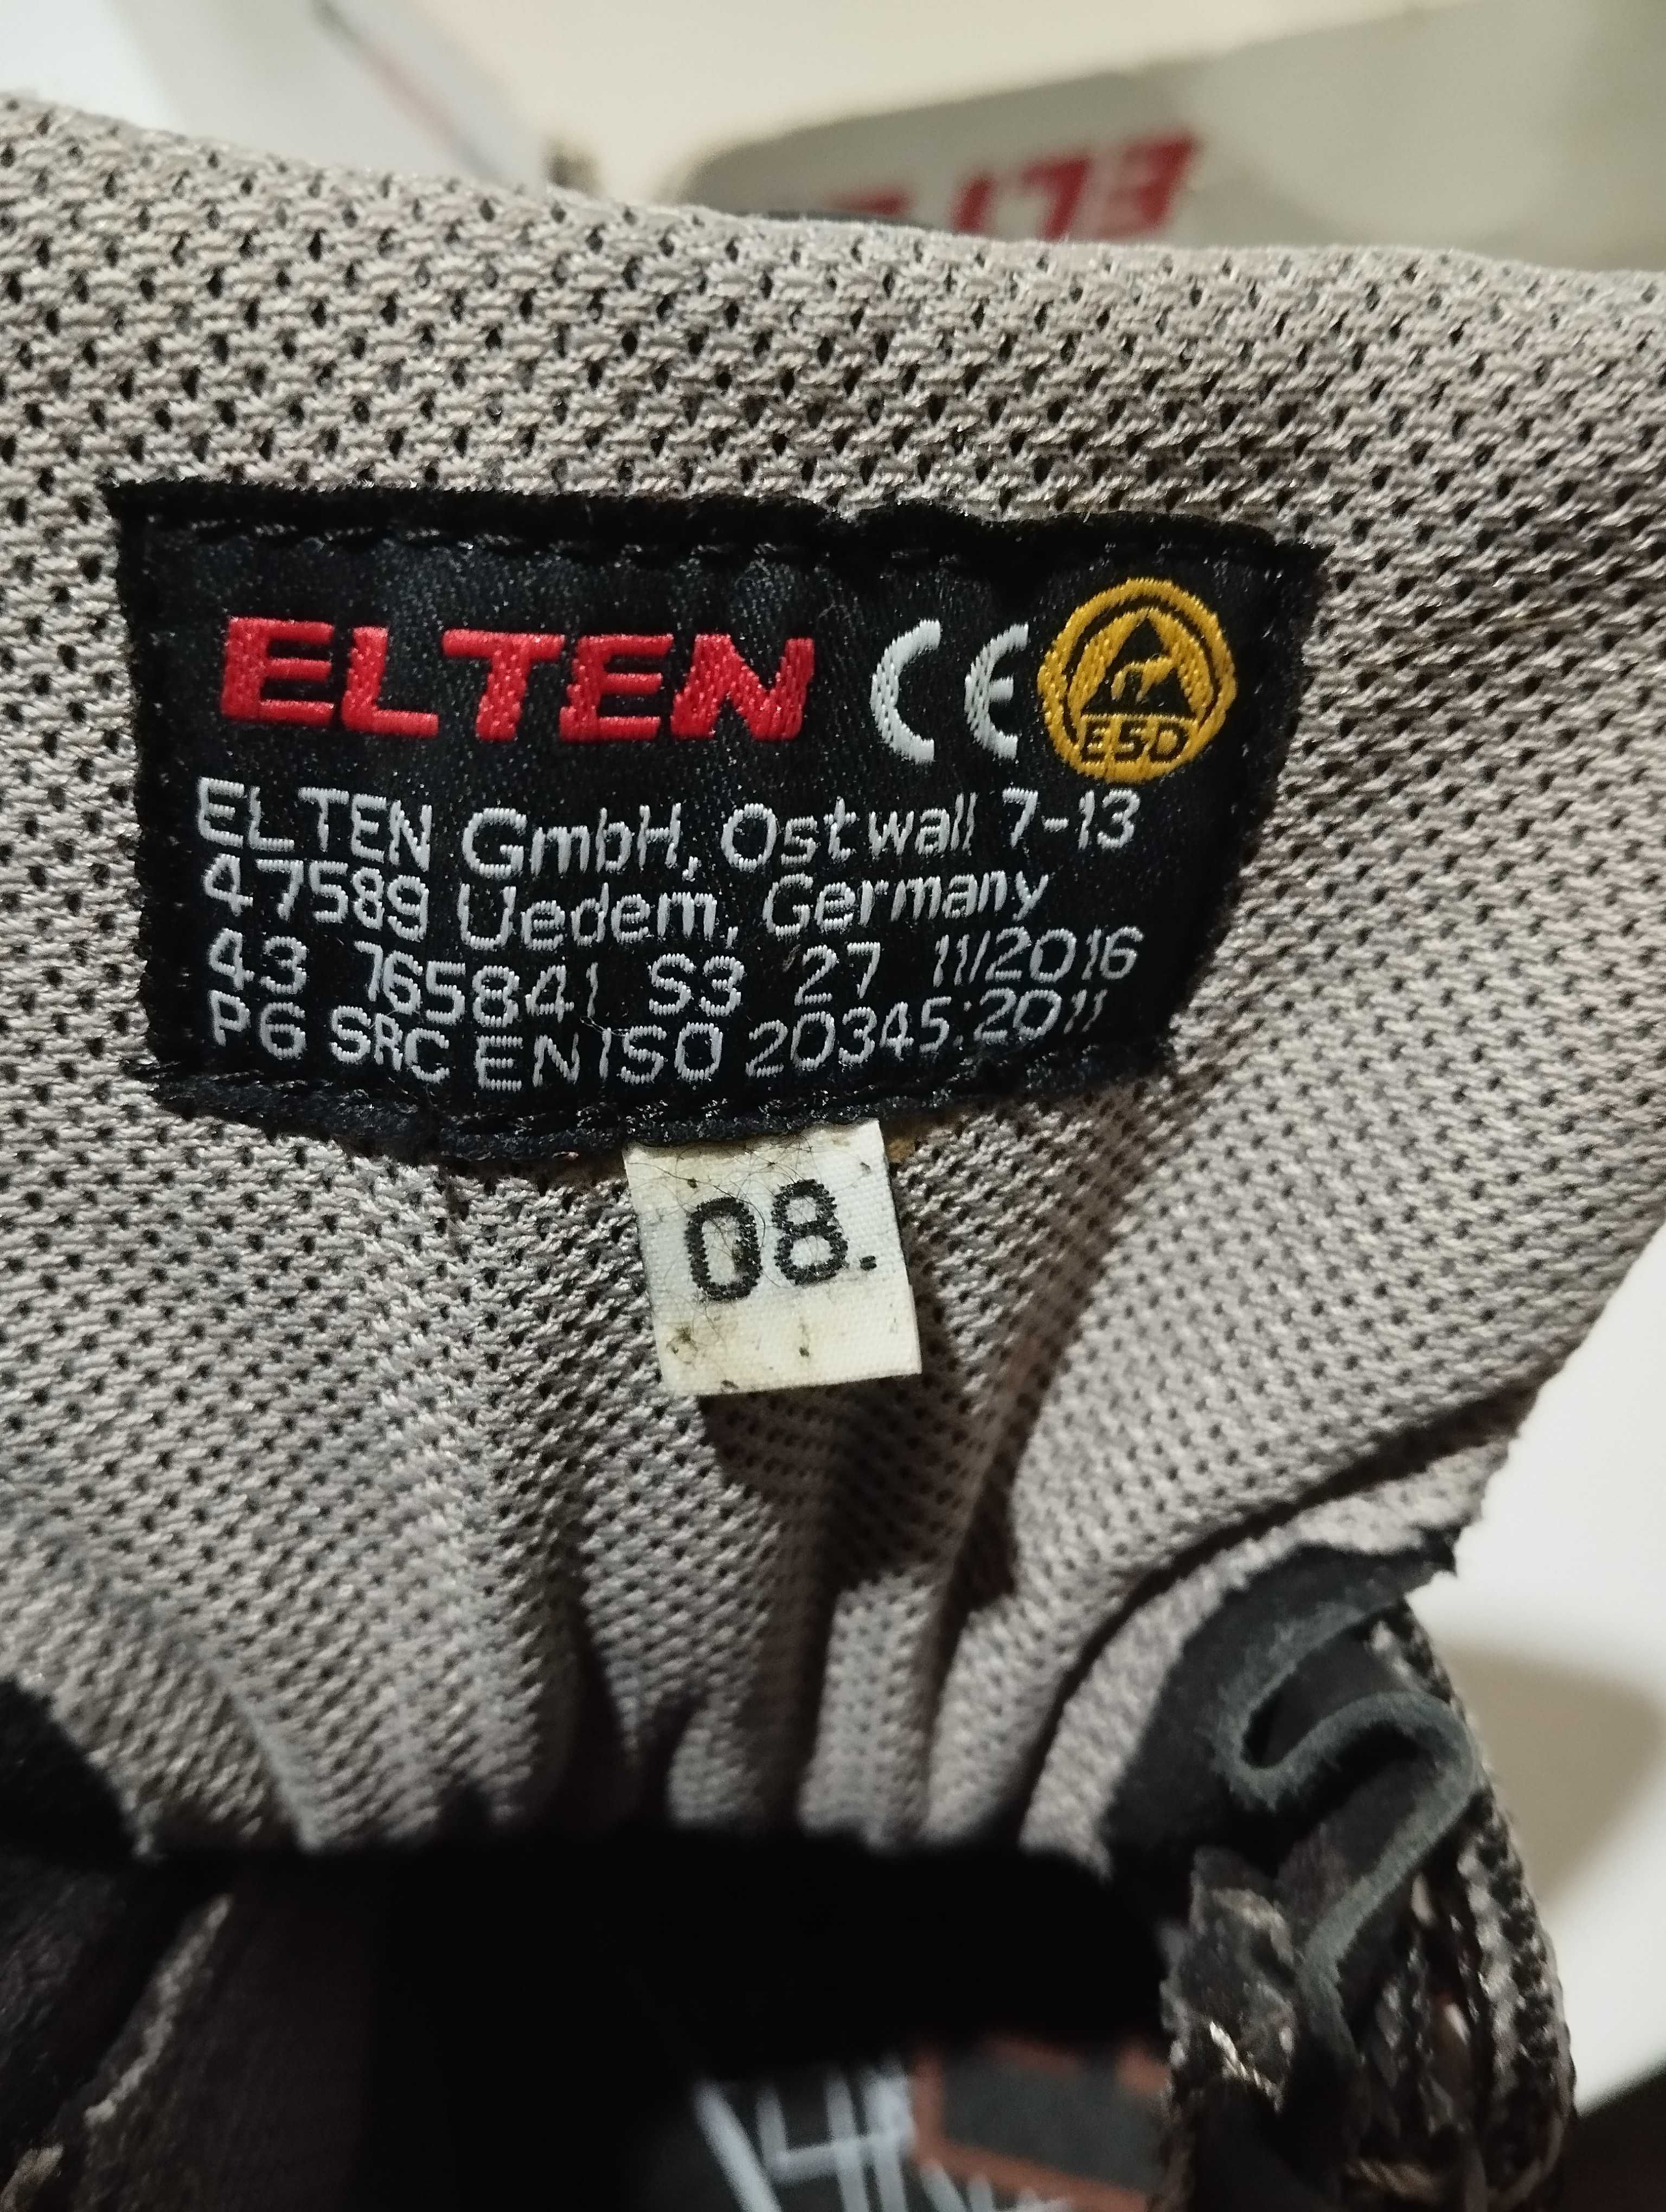 ELTEN CE ESD
ELTEN GmbH, Ostwall 7-13
47589 Uedem, Germany
43 765841 S3 27 11/2016
P6 SRC EN ISO 20345:2011
08.